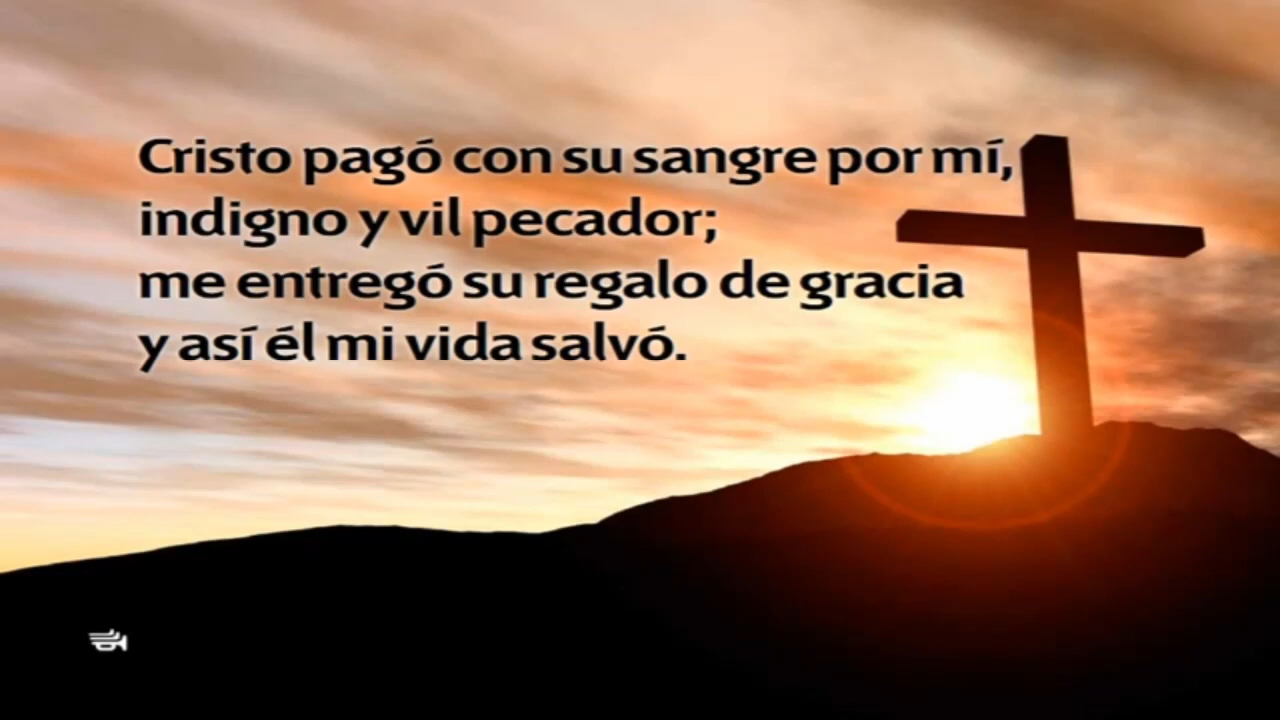 Cristo pagó con su sangre por mí,
indigno y vil pecador;
me entregó su regalo de gracia
y así él mi vida salvó.